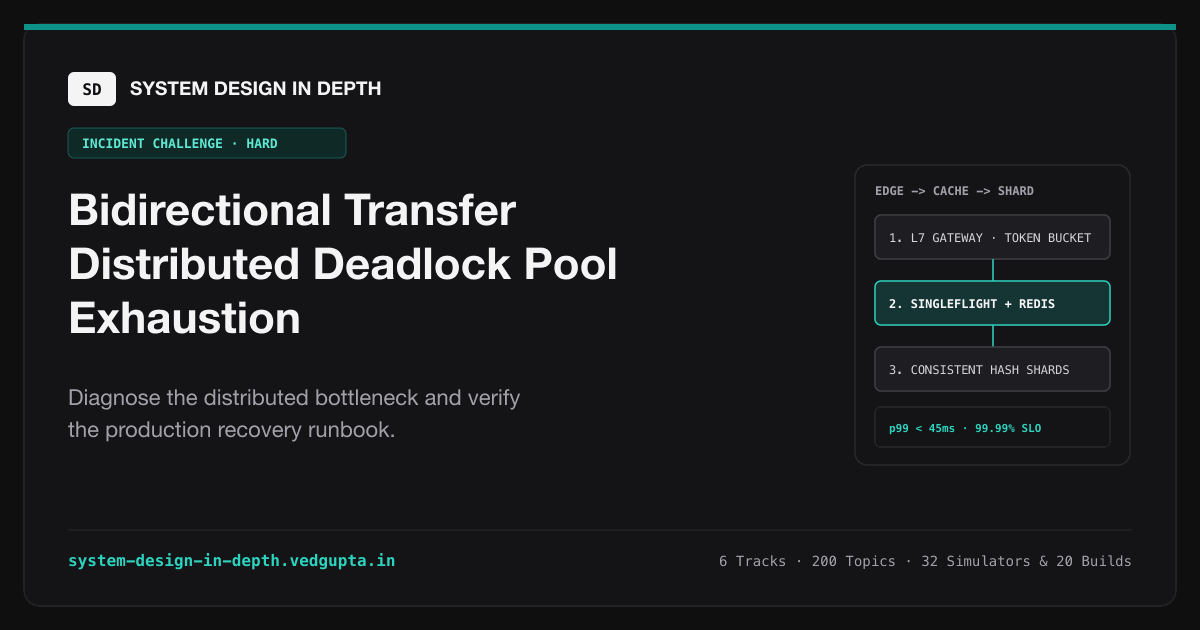 SD SYSTEM DESIGN IN DEPTH
INCIDENT CHALLENGE · HARD
Bidirectional Transfer
Distributed Deadlock Pool
Exhaustion
Diagnose the distributed bottleneck and verify
the production recovery runbook.
EDGE —> CACHE —> SHARD
1. L7 GATEWAY · TOKEN BUCKET
2. SINGLEFLIGHT + REDIS
3. CONSISTENT HASH SHARDS
p99 < 45ms · 99.99% SLO
system-design-in-depth.vedgupta.in
6 Tracks · 200 Topics · 32 Simulators & 20 Builds